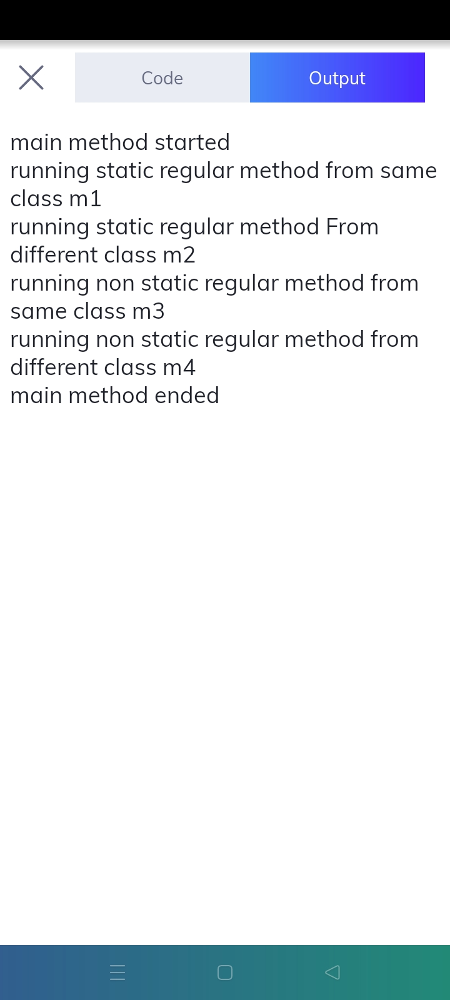 Code Output
main method started
running static regular method from same
class m1
running static regular method From
different class m2
running non static regular method from
same class m3
running non static regular method from
different class m4
main method ended